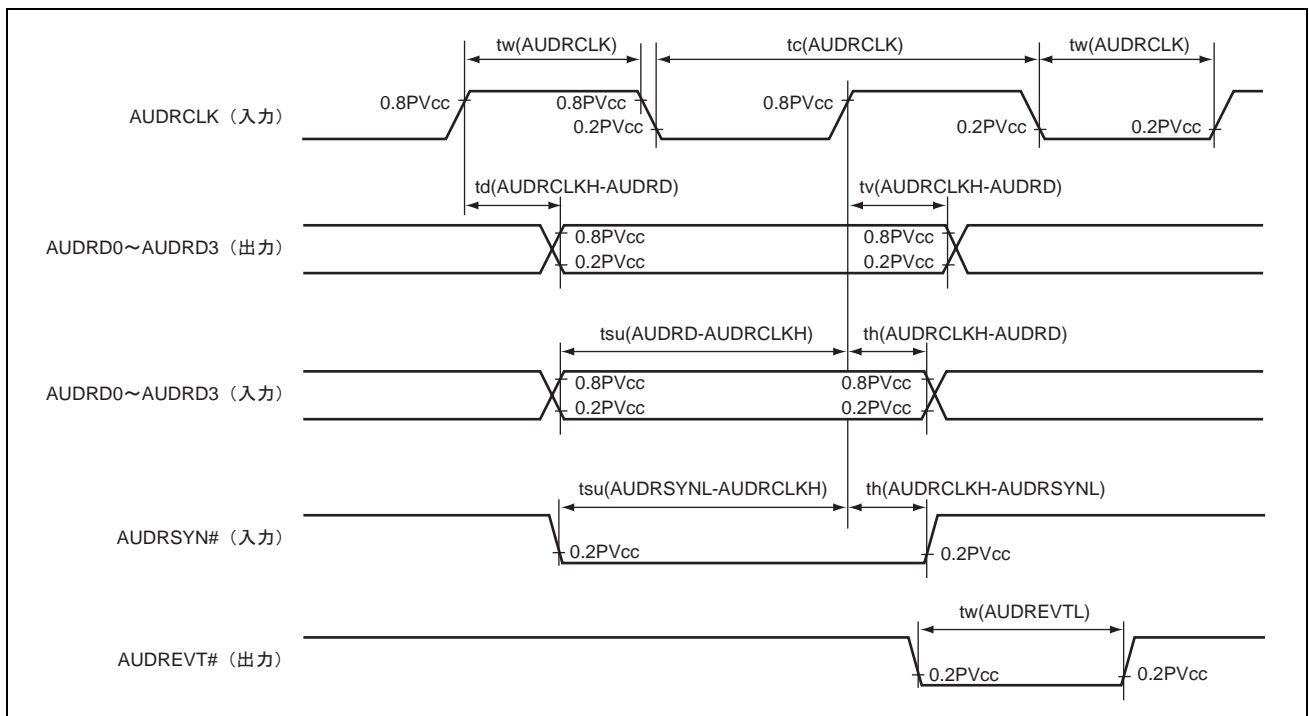 tw(AUDRCLK) tc(AUDRCLK) tw(AUDRCLK)
AUDRCLK（入力） 0.8PVcc 0.8PVcc 0.2PVcc 0.8PVcc 0.2PVcc 0.2PVcc
td(AUDRCLKH-AUDRD) tv(AUDRCLKH-AUDRD)
AUDRD0～AUDRD3（出力） 0.8PVcc 0.2PVcc 0.8PVcc 0.2PVcc
tsu(AUDRD-AUDRCLKH) th(AUDRCLKH-AUDRD)
AUDRD0～AUDRD3（入力） 0.8PVcc 0.2PVcc 0.8PVcc 0.2PVcc
tsu(AUDRSYNL-AUDRCLKH) th(AUDRCLKH-AUDRSYNL)
AUDRSYN#（入力） 0.2PVcc 0.2PVcc
tw(AUDREVTL)
AUDREVT#（出力） 0.2PVcc 0.2PVcc